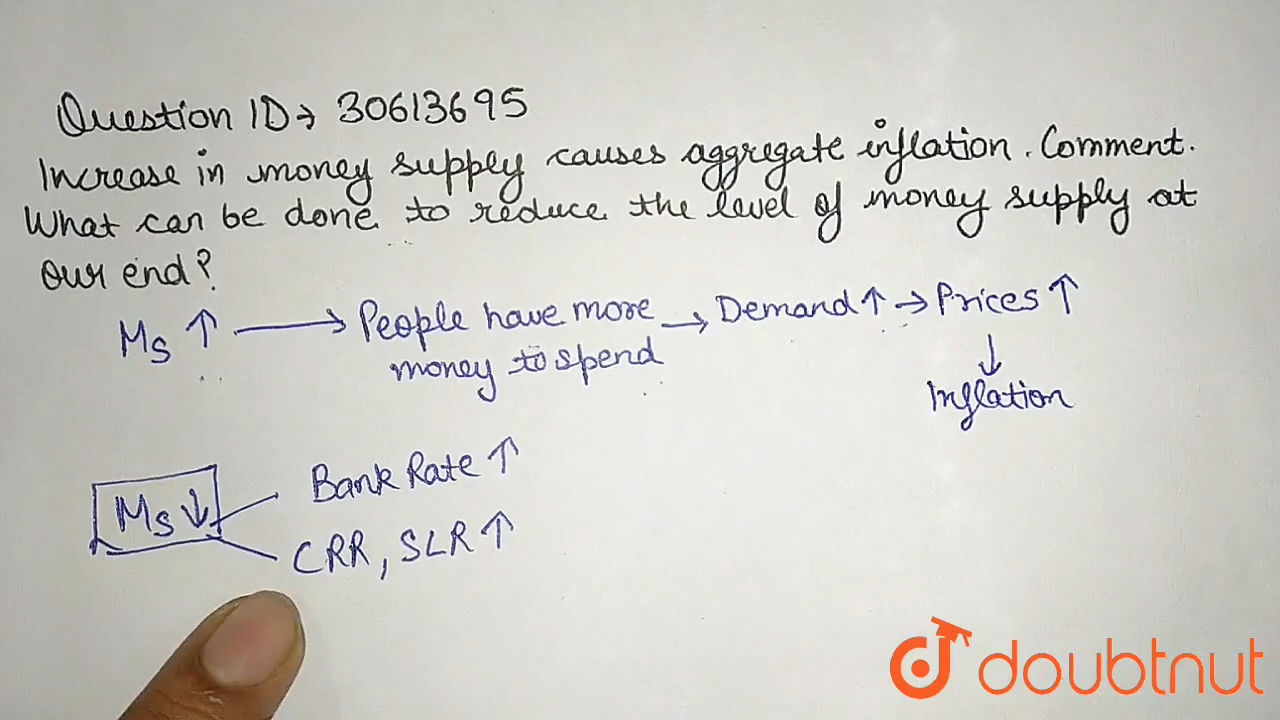 Question ID → 30613695
Increase in money supply causes aggregate inflation. Comment.
What can be done to reduce the level of money supply at
our end?
Ms ↑ → People have more money to spend → Demand ↑ → Prices ↑
↓
Inflation
Ms ↓
Bank Rate ↑
CRR, SLR ↑
doubtnut